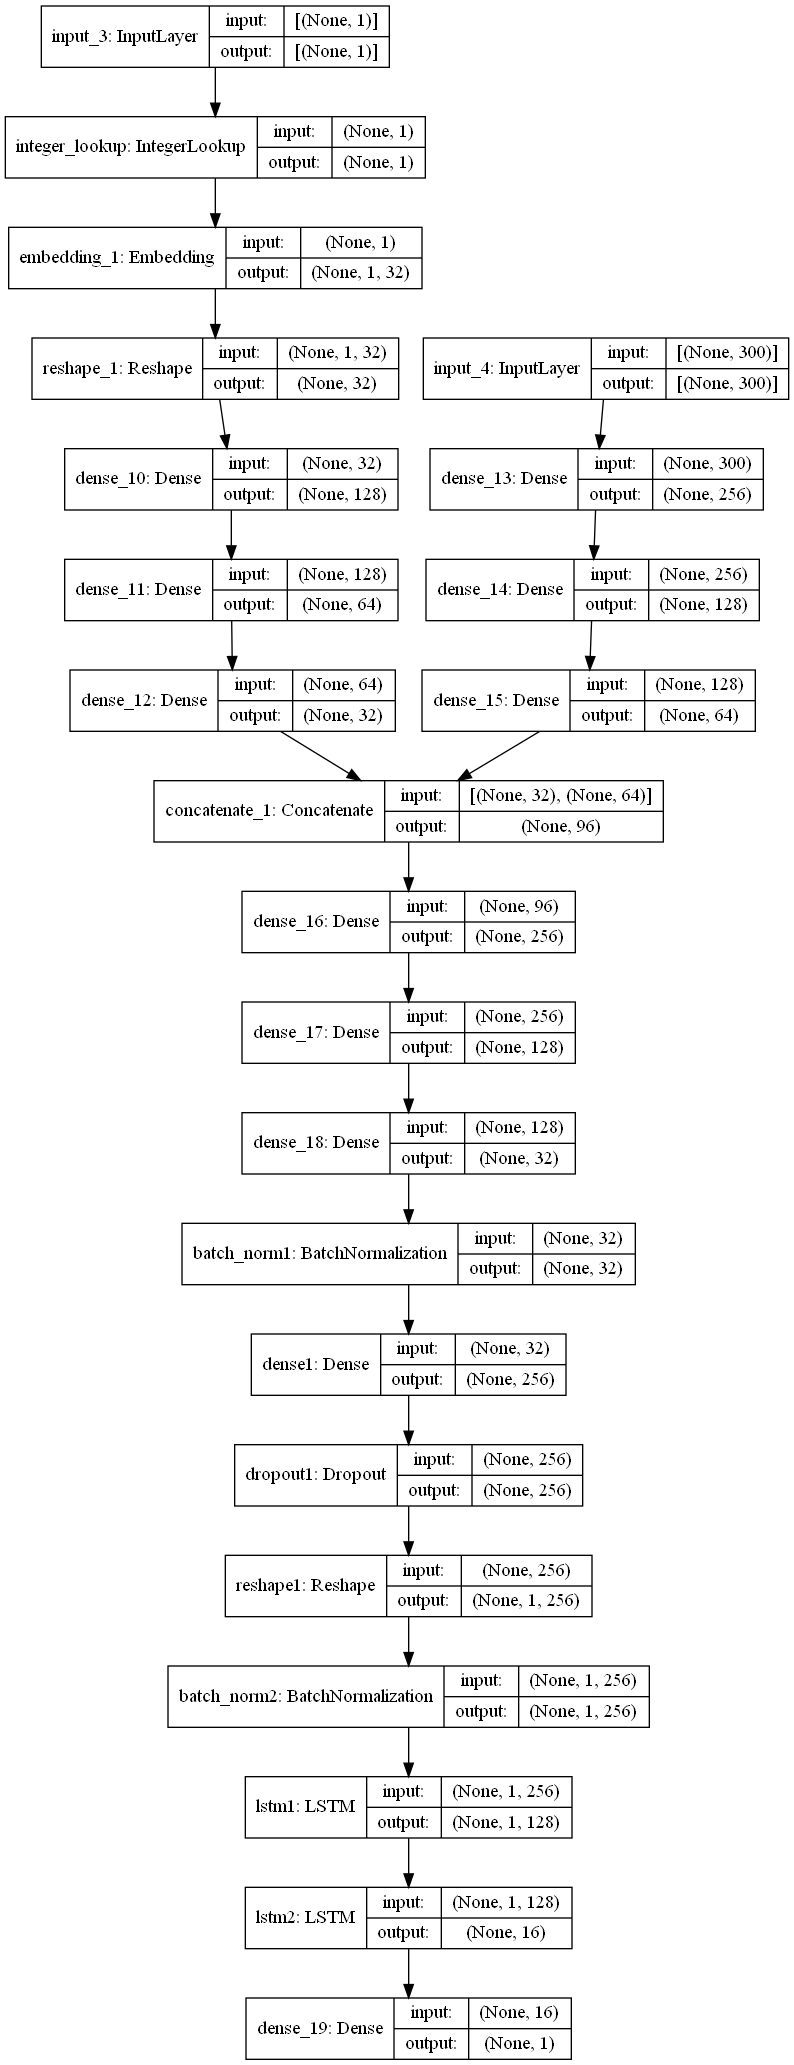 input_3: InputLayer
input: [(None, 1)]
output: [(None, 1)]
integer_lookup: IntegerLookup
input: (None, 1)
output: (None, 1)
embedding_1: Embedding
input: (None, 1)
output: (None, 1, 32)
reshape_1: Reshape
input: (None, 1, 32)
output: (None, 32)
input_4: InputLayer
input: [(None, 300)]
output: [(None, 300)]
dense_10: Dense
input: (None, 32)
output: (None, 128)
dense_13: Dense
input: (None, 300)
output: (None, 256)
dense_11: Dense
input: (None, 128)
output: (None, 64)
dense_14: Dense
input: (None, 256)
output: (None, 128)
dense_12: Dense
input: (None, 64)
output: (None, 32)
dense_15: Dense
input: (None, 128)
output: (None, 64)
concatenate_1: Concatenate
input: [(None, 32), (None, 64)]
output: (None, 96)
dense_16: Dense
input: (None, 96)
output: (None, 256)
dense_17: Dense
input: (None, 256)
output: (None, 128)
dense_18: Dense
input: (None, 128)
output: (None, 32)
batch_norm1: BatchNormalization
input: (None, 32)
output: (None, 32)
dense1: Dense
input: (None, 32)
output: (None, 256)
dropout1: Dropout
input: (None, 256)
output: (None, 256)
reshape1: Reshape
input: (None, 256)
output: (None, 1, 256)
batch_norm2: BatchNormalization
input: (None, 1, 256)
output: (None, 1, 256)
lstm1: LSTM
input: (None, 1, 256)
output: (None, 1, 128)
lstm2: LSTM
input: (None, 1, 128)
output: (None, 16)
dense_19: Dense
input: (None, 16)
output: (None, 1)